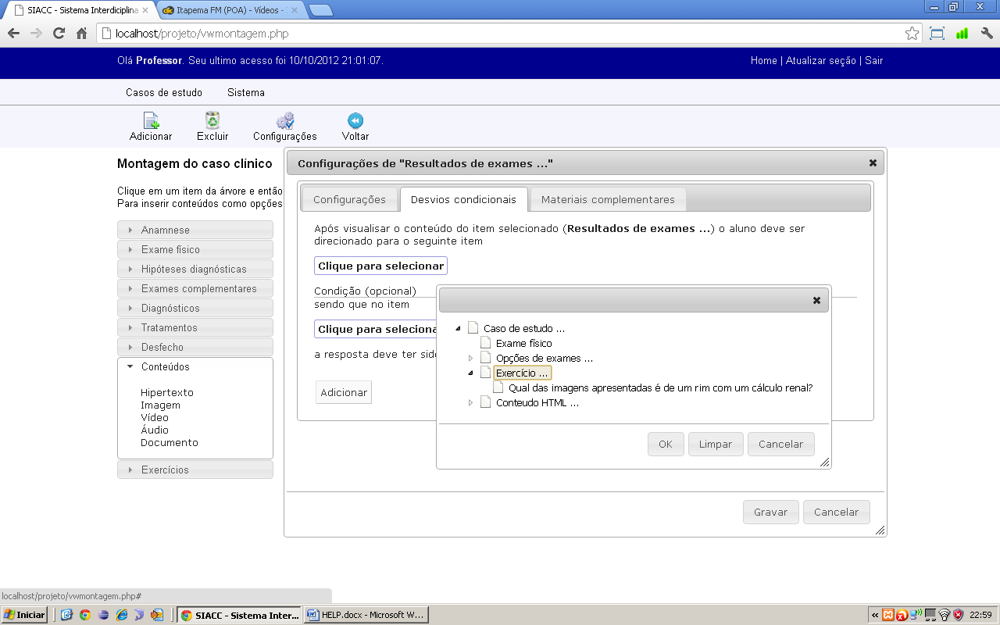 SIACC - Sistema Interdiciplina
Itapema FM (POA) - Vídeos -
localhost/projeto/vwmontagem.php
Olá Professor. Seu ultimo acesso foi 10/10/2012 21:01:07.
Home | Atualizar seção | Sair
Casos de estudo
Sistema
Adicionar
Excluir
Configurações
Voltar
Montagem do caso clínico
Clique em um item da árvore e então
Para inserir conteúdos como opções
Anamnese
Exame físico
Hipóteses diagnósticas
Exames complementares
Diagnósticos
Tratamentos
Desfecho
Conteúdos
Hipertexto
Imagem
Vídeo
Áudio
Documento
Exercícios
Configurações de "Resultados de exames ..."
Configurações
Desvios condicionais
Materiais complementares
Após visualisar o conteúdo do item selecionado (Resultados de exames ...) o aluno deve ser
direcionado para o seguinte item
Clique para selecionar
Condição (opcional)
sendo que no item
Clique para seleciona
a resposta deve ter sid
Adicionar
Caso de estudo ...
Exame físico
Opções de exames ...
Exercício ...
Qual das imagens apresentadas é de um rim com um cálculo renal?
Conteudo HTML ...
OK
Limpar
Cancelar
Gravar
Cancelar
localhost/projeto/vwmontagem.php#
Iniciar
SIACC - Sistema Inter...
HELP.docx - Microsoft W...
22:59